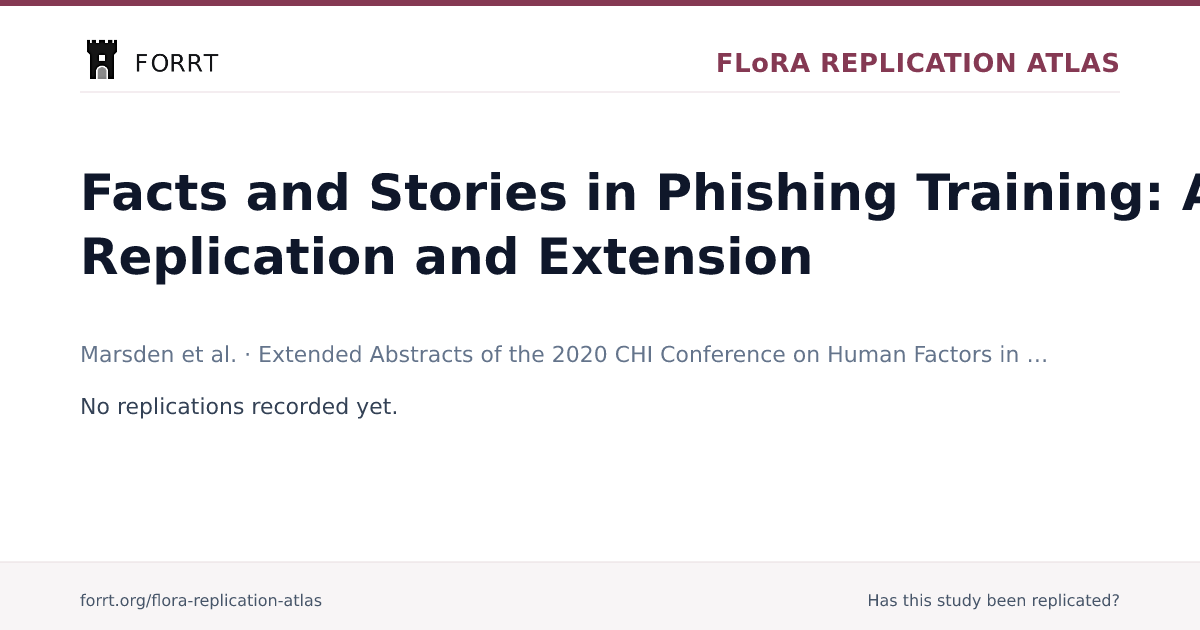 FORRT
FLoRA REPLICATION ATLAS
Facts and Stories in Phishing Training: A
Replication and Extension
Marsden et al. · Extended Abstracts of the 2020 CHI Conference on Human Factors in …
No replications recorded yet.
forrt.org/flora-replication-atlas
Has this study been replicated?